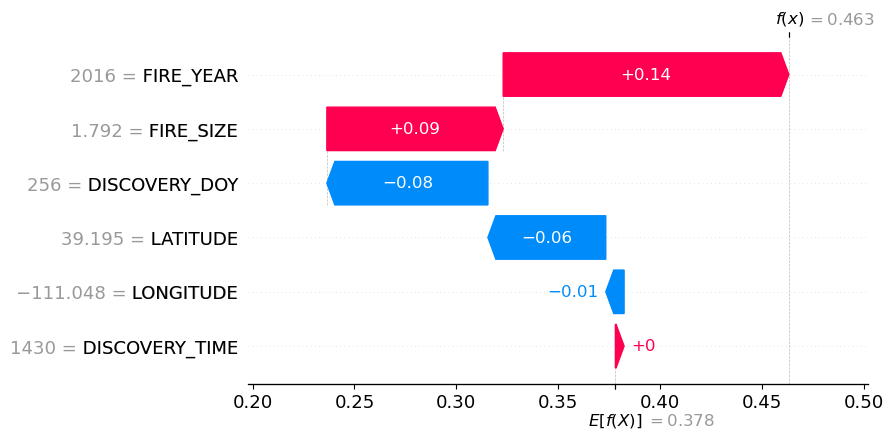 f(x) = 0.463
2016 = FIRE_YEAR
+0.14
1.792 = FIRE_SIZE
+0.09
256 = DISCOVERY_DOY
−0.08
39.195 = LATITUDE
−0.06
−111.048 = LONGITUDE
−0.01
1430 = DISCOVERY_TIME
+0
0.20 0.25 0.30 0.35 0.40 0.45 0.50
E[f(X)] = 0.378